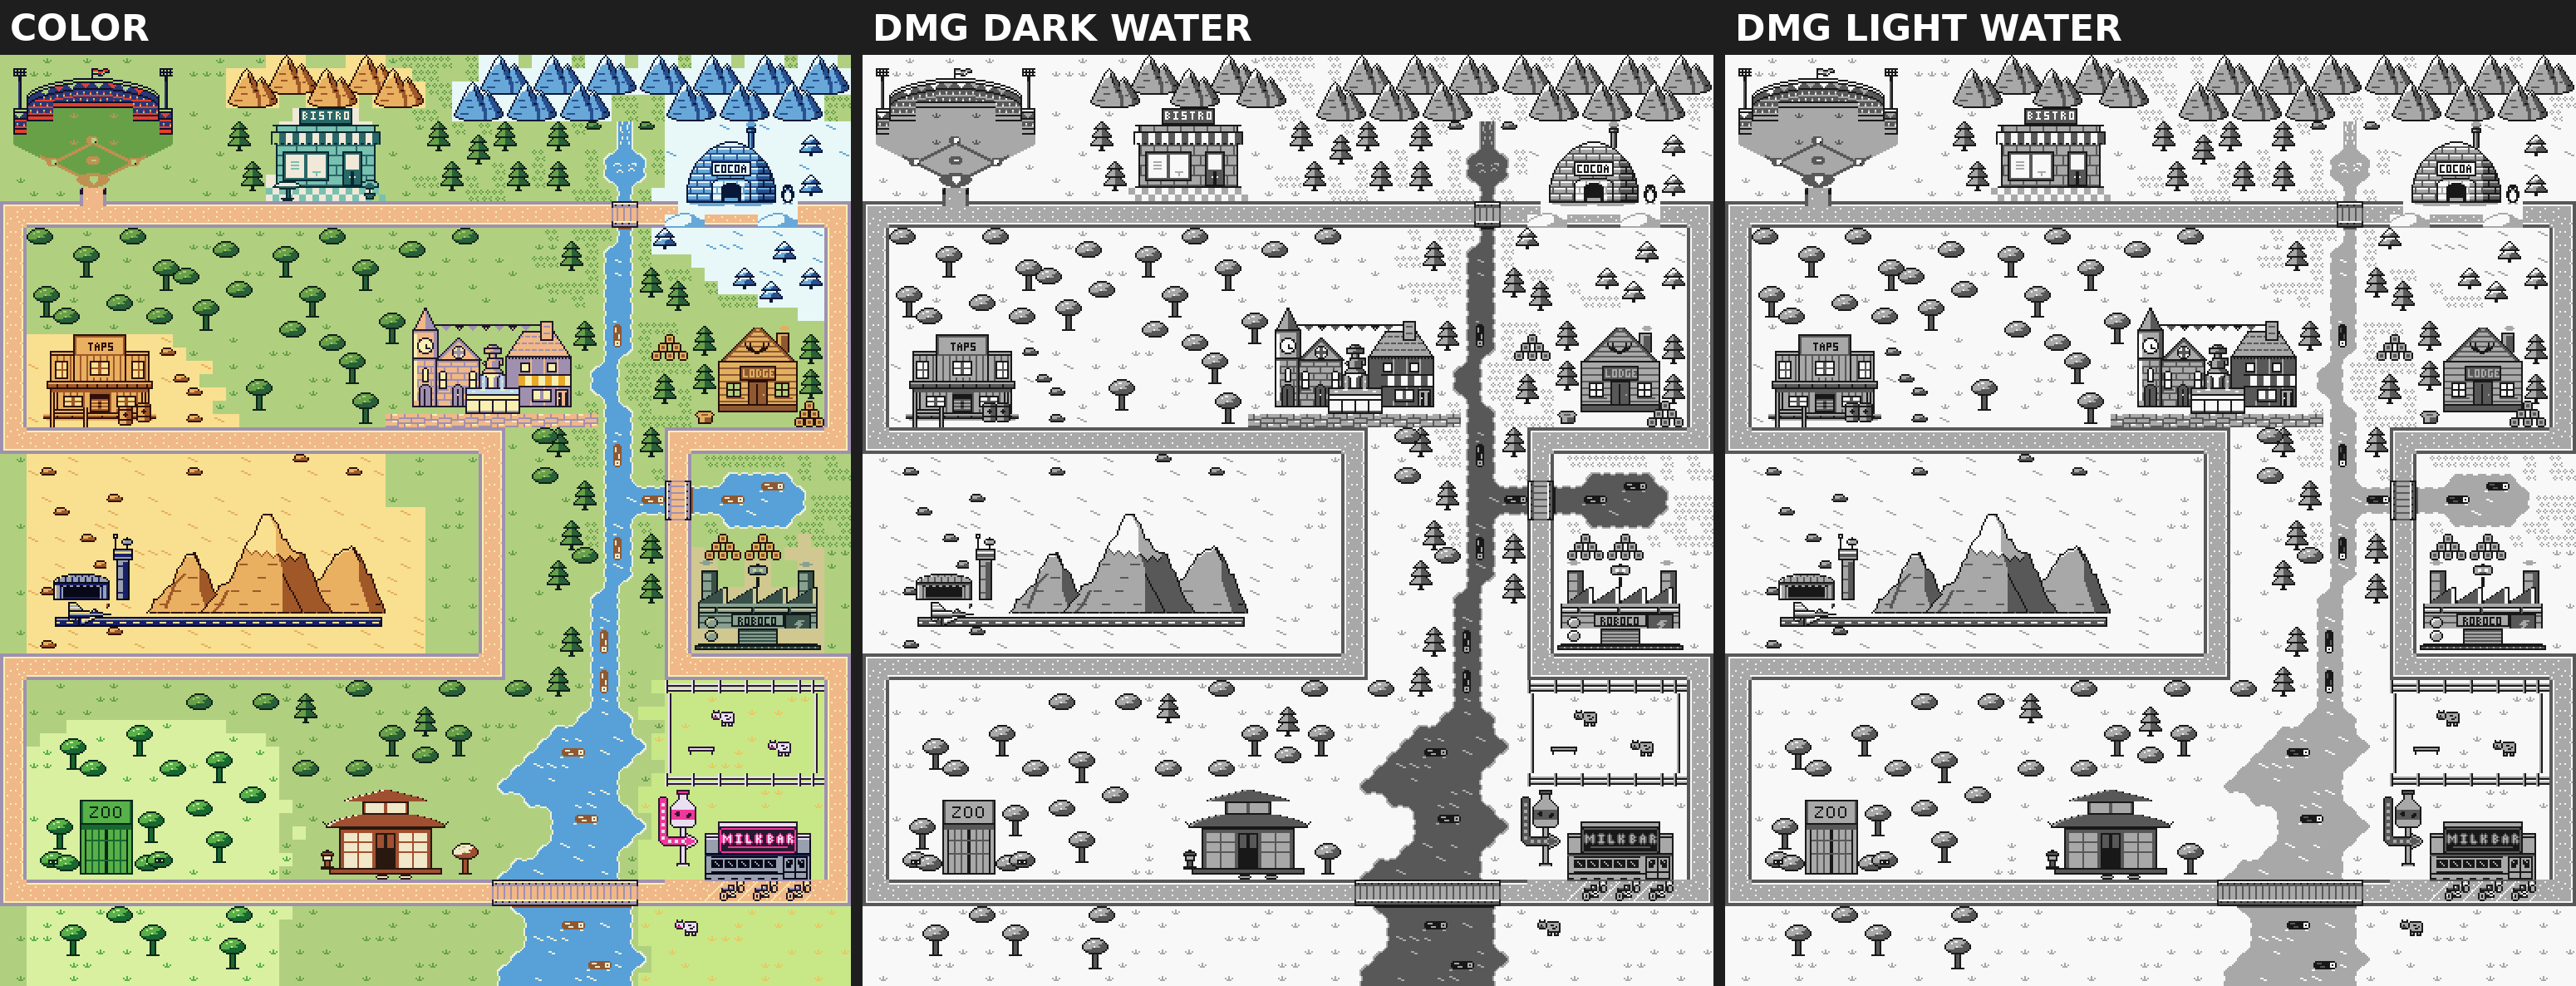 COLOR
DMG DARK WATER
DMG LIGHT WATER
BISTRO
BISTRO
BISTRO
COCOA
COCOA
COCOA
TAPS
LODGE
TAPS
LODGE
TAPS
LODGE
ROBOCO
ROBOCO
ROBOCO
ZOO
MILKBAR
ZOO
MILKBAR
ZOO
MILKBAR